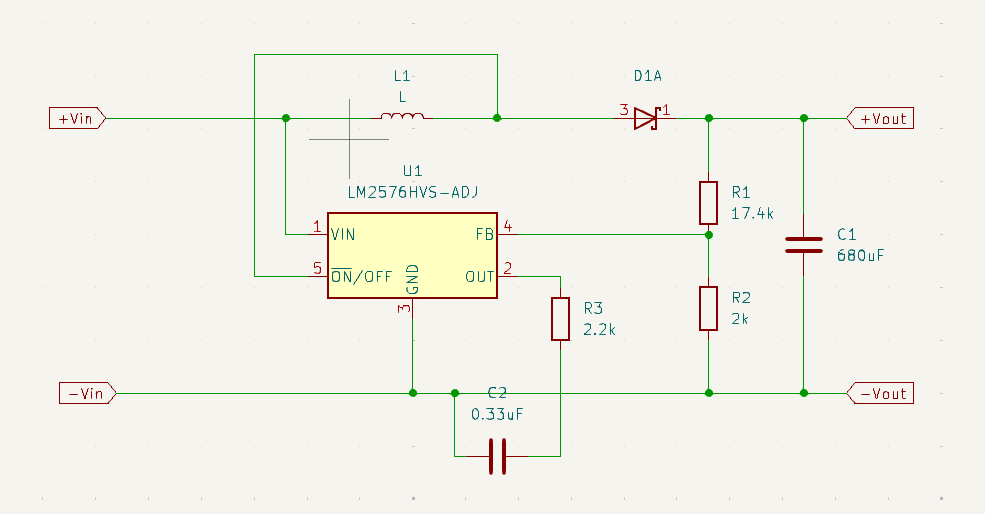 D1A
L1
L
+Vin
3
1
+Vout
U1
LM2576HVS-ADJ
R1
17.4k
1
VIN
FB
4
C1
680uF
5
ON/OFF
GND
OUT
2
R2
2k
3
R3
2.2k
-Vin
C2
0.33uF
-Vout